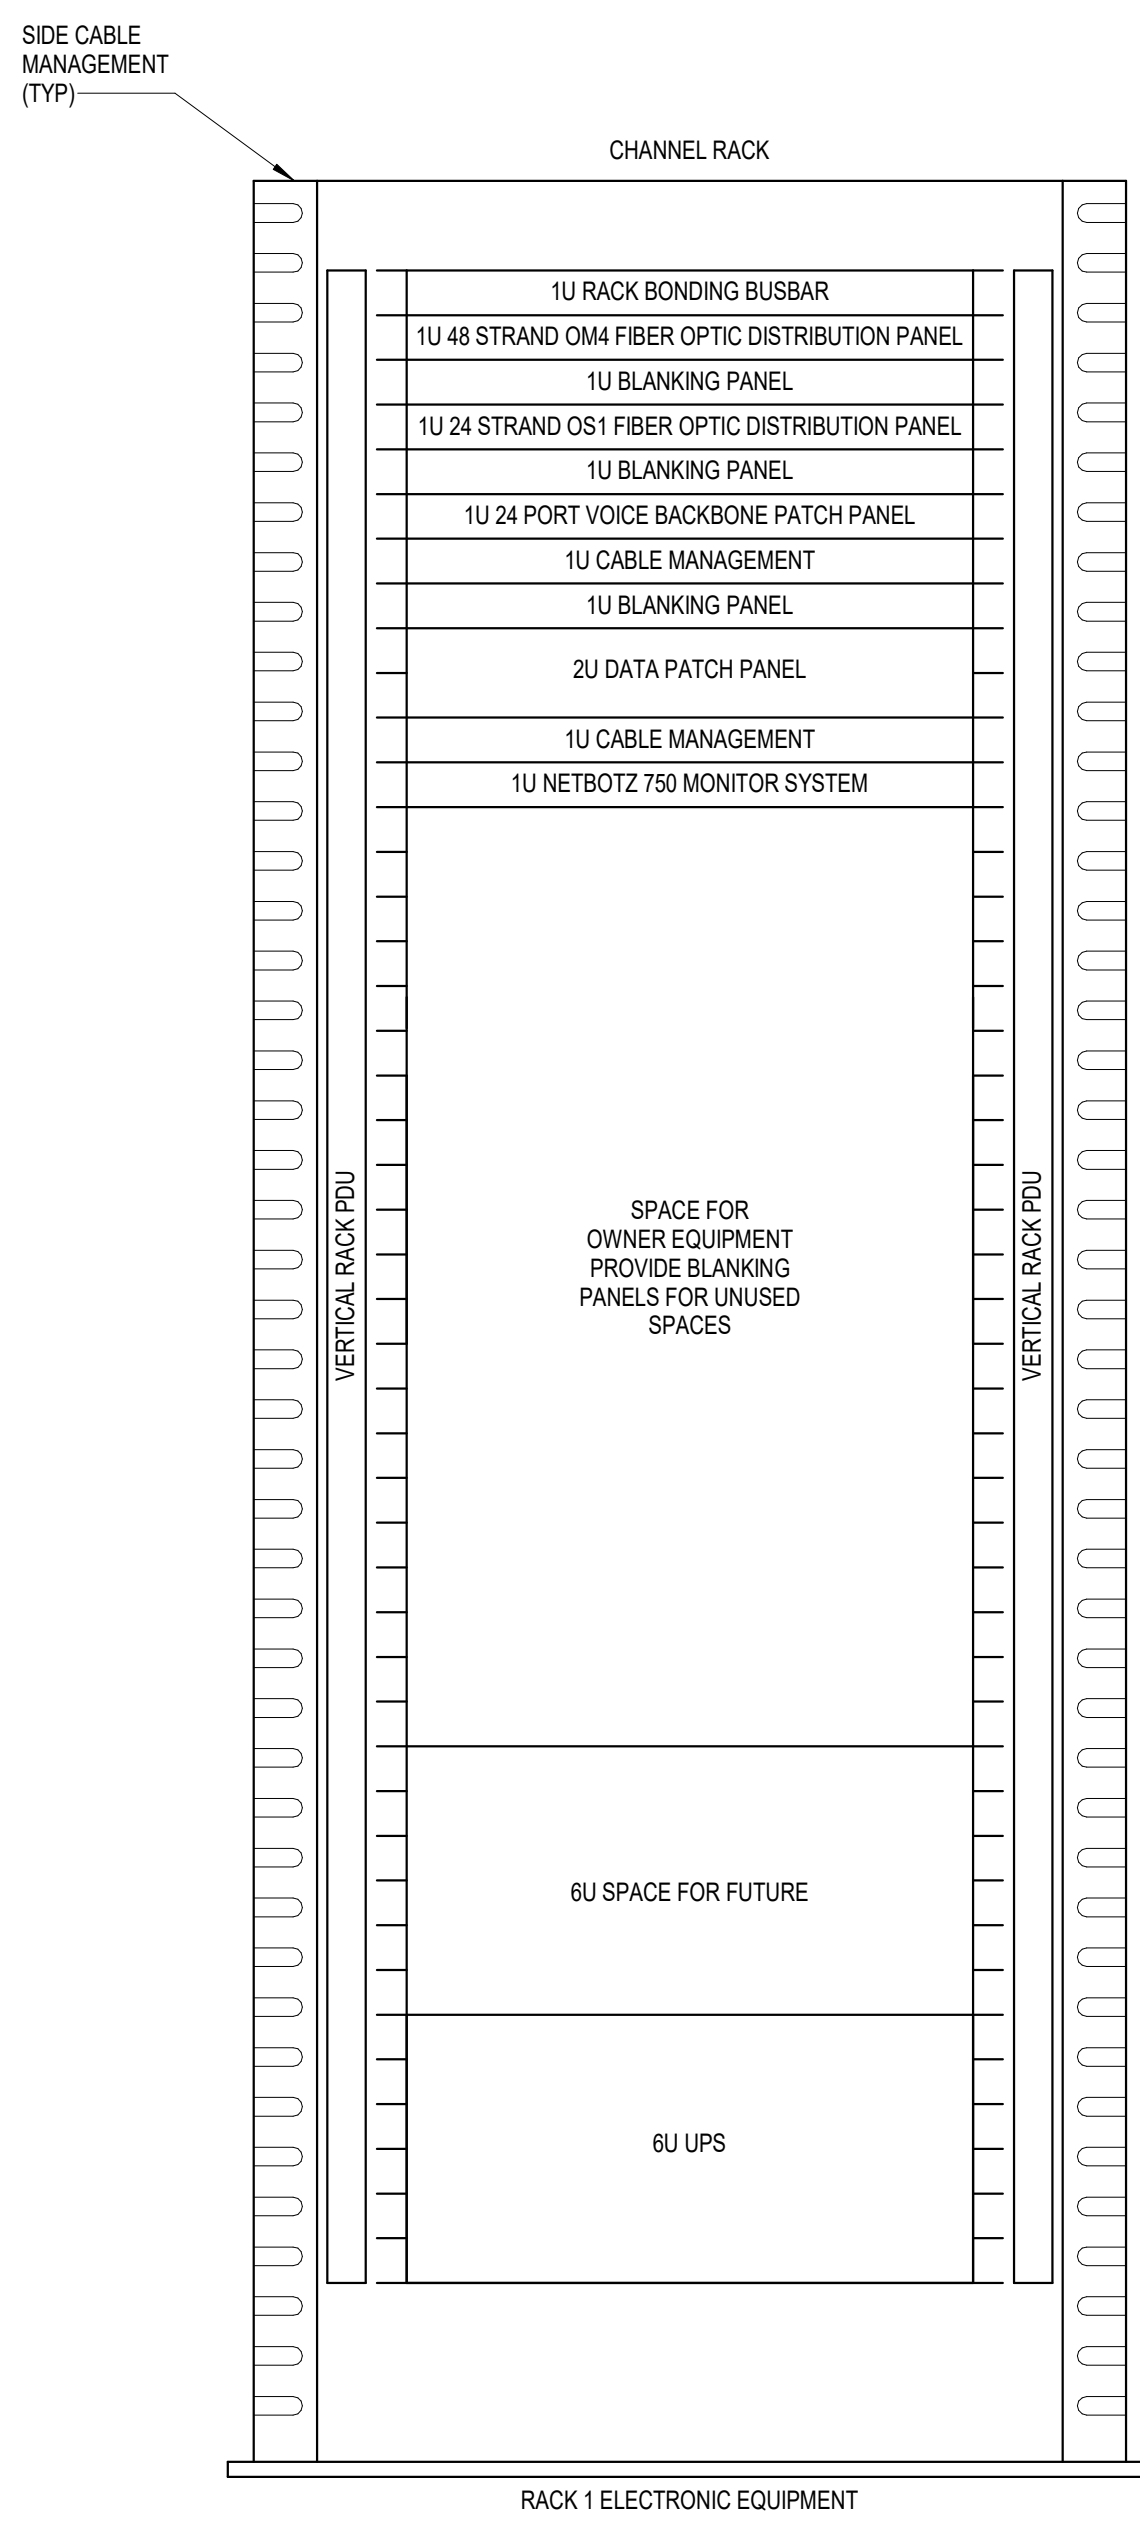 SIDE CABLE
MANAGEMENT
(TYP)
CHANNEL RACK
1U RACK BONDING BUSBAR
1U 48 STRAND OM4 FIBER OPTIC DISTRIBUTION PANEL
1U BLANKING PANEL
1U 24 STRAND OS1 FIBER OPTIC DISTRIBUTION PANEL
1U BLANKING PANEL
1U 24 PORT VOICE BACKBONE PATCH PANEL
1U CABLE MANAGEMENT
1U BLANKING PANEL
2U DATA PATCH PANEL
1U CABLE MANAGEMENT
1U NETBOTZ 750 MONITOR SYSTEM
VERTICAL RACK PDU
SPACE FOR
OWNER EQUIPMENT
PROVIDE BLANKING
PANELS FOR UNUSED
SPACES
VERTICAL RACK PDU
6U SPACE FOR FUTURE
6U UPS
RACK 1 ELECTRONIC EQUIPMENT